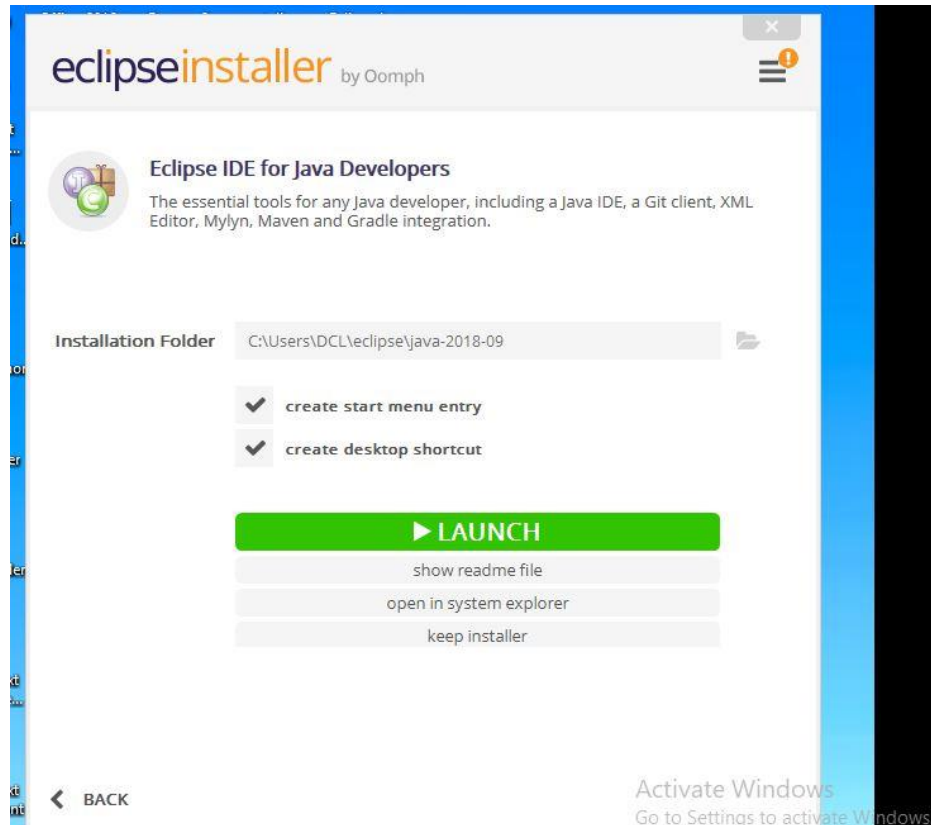 eclipseinstaller by Oomph
Eclipse IDE for Java Developers
The essential tools for any Java developer, including a Java IDE, a Git client, XML
Editor, Mylyn, Maven and Gradle integration.
Installation Folder C:\Users\DCL\eclipse\java-2018-09
create start menu entry
create desktop shortcut
LAUNCH
show readme file
open in system explorer
keep installer
BACK
Activate Windows
Go to Settings to activate Windows